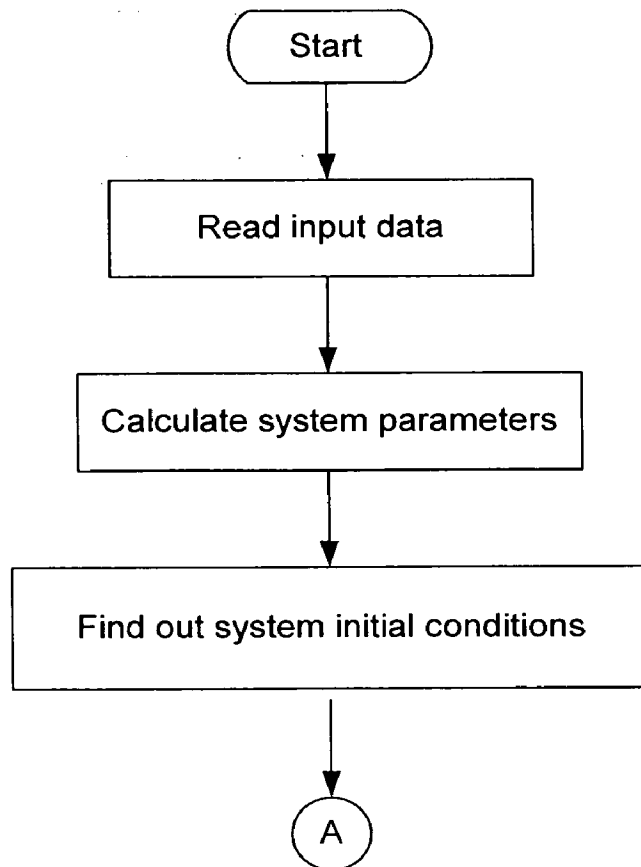 Start
Read input data
Calculate system parameters
Find out system initial conditions
A